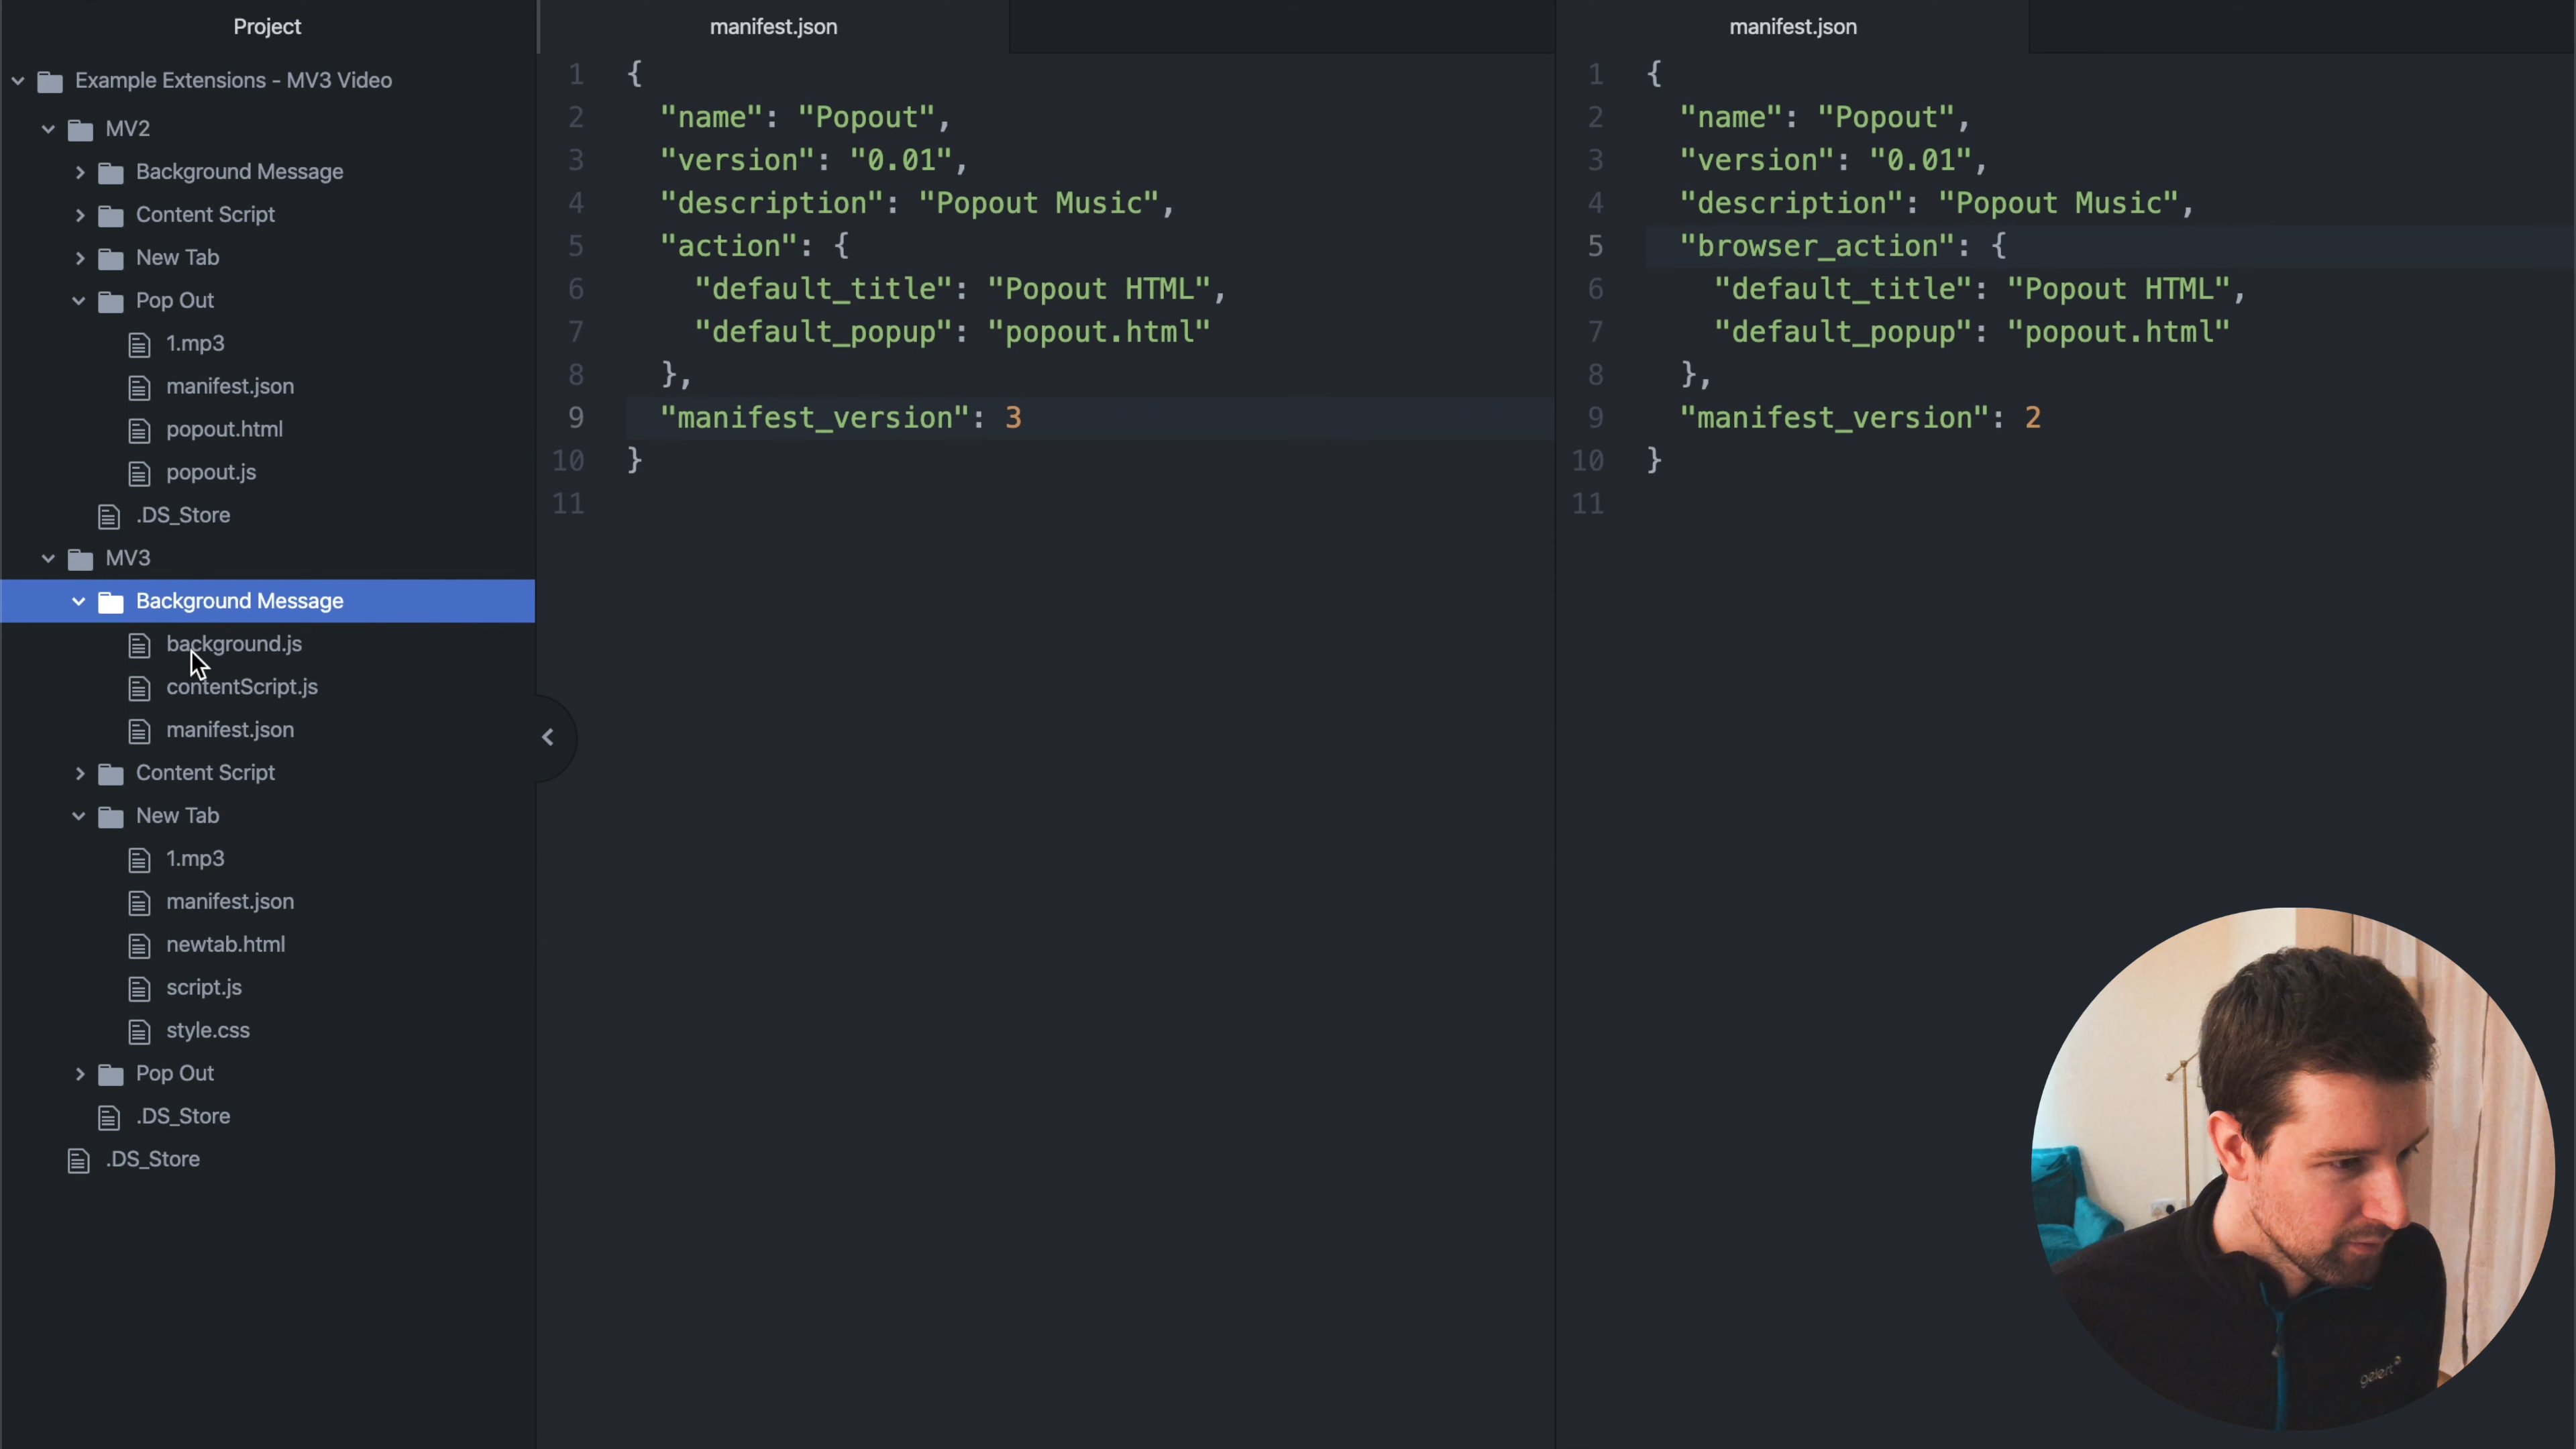 Project
Example Extensions - MV3 Video
MV2
Background Message
Content Script
New Tab
Pop Out
1.mp3
manifest.json
popout.html
popout.js
.DS_Store
MV3
Background Message
background.js
contentScript.js
manifest.json
Content Script
New Tab
1.mp3
manifest.json
newtab.html
script.js
style.css
Pop Out
.DS_Store
.DS_Store
manifest.json
1 {
2 "name": "Popout",
3 "version": "0.01",
4 "description": "Popout Music",
5 "action": {
6 "default_title": "Popout HTML",
7 "default_popup": "popout.html"
8 },
9 "manifest_version": 3
10 }
11
manifest.json
1 {
2 "name": "Popout",
3 "version": "0.01",
4 "description": "Popout Music",
5 "browser_action": {
6 "default_title": "Popout HTML",
7 "default_popup": "popout.html"
8 },
9 "manifest_version": 2
10 }
11
gelert